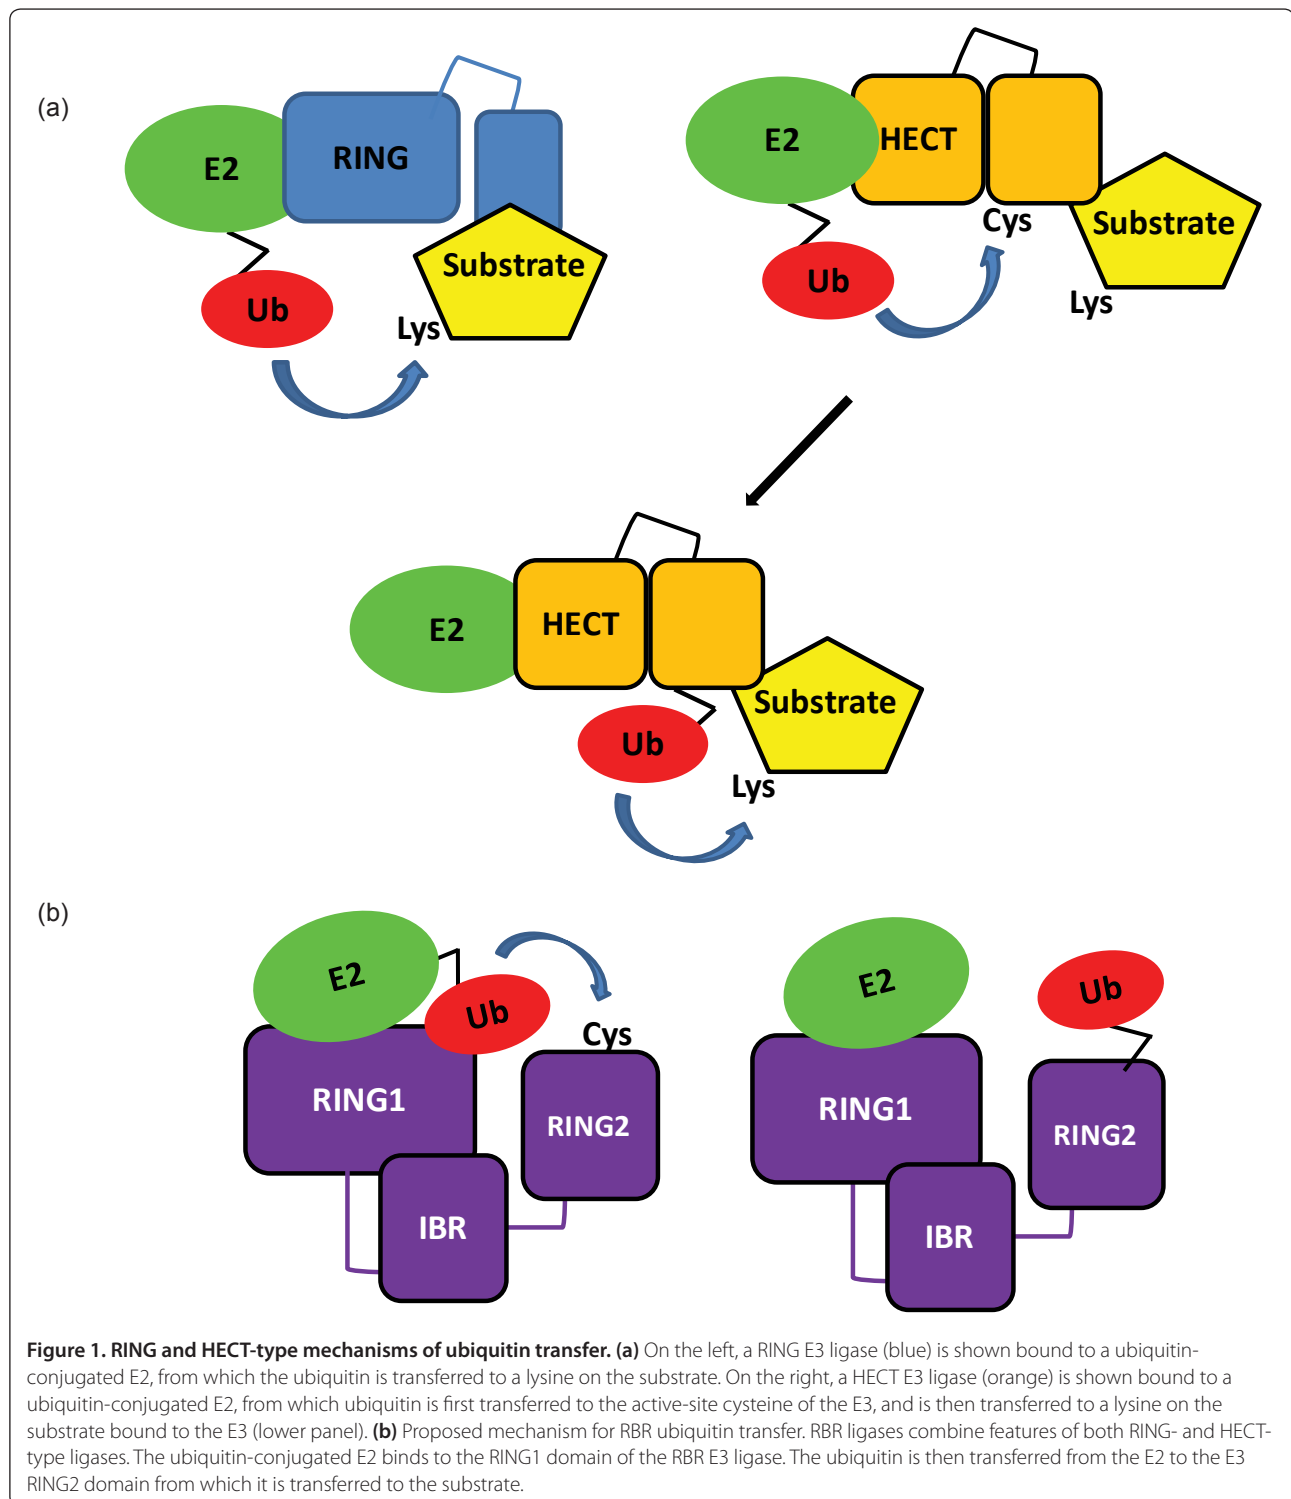 (a)
E2
RING
Ub
Lys
Substrate
E2
HECT
Cys
Ub
Substrate
Lys
E2
HECT
Ub
Substrate
Lys
(b)
E2
Ub
Cys
RING1
RING2
IBR
E2
Ub
RING1
RING2
IBR
Figure 1. RING and HECT-type mechanisms of ubiquitin transfer. (a) On the left, a RING E3 ligase (blue) is shown bound to a ubiquitin-
conjugated E2, from which the ubiquitin is transferred to a lysine on the substrate. On the right, a HECT E3 ligase (orange) is shown bound to a
ubiquitin-conjugated E2, from which ubiquitin is first transferred to the active-site cysteine of the E3, and is then transferred to a lysine on the
substrate bound to the E3 (lower panel). (b) Proposed mechanism for RBR ubiquitin transfer. RBR ligases combine features of both RING- and HECT-
type ligases. The ubiquitin-conjugated E2 binds to the RING1 domain of the RBR E3 ligase. The ubiquitin is then transferred from the E2 to the E3
RING2 domain from which it is transferred to the substrate.